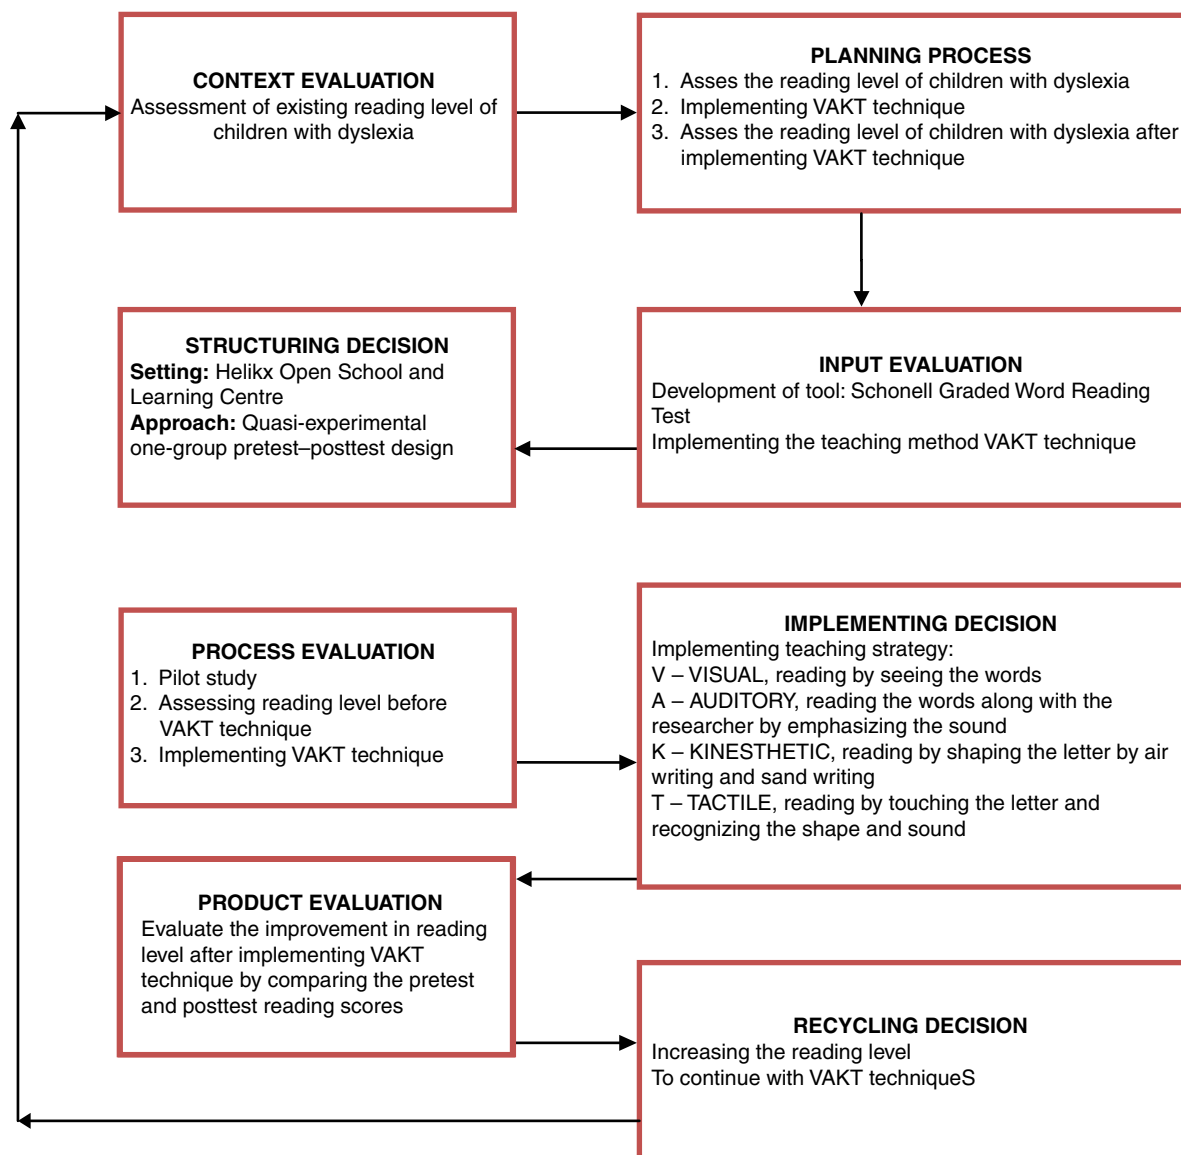 CONTEXT EVALUATION
Assessment of existing reading level of
children with dyslexia
PLANNING PROCESS
1. Asses the reading level of children with dyslexia
2. Implementing VAKT technique
3. Asses the reading level of children with dyslexia after
implementing VAKT technique
INPUT EVALUATION
Development of tool: Schonell Graded Word Reading
Test
Implementing the teaching method VAKT technique
STRUCTURING DECISION
Setting: Helikx Open School and
Learning Centre
Approach: Quasi-experimental
one-group pretest–posttest design
PROCESS EVALUATION
1. Pilot study
2. Assessing reading level before
VAKT technique
3. Implementing VAKT technique
IMPLEMENTING DECISION
Implementing teaching strategy:
V – VISUAL, reading by seeing the words
A – AUDITORY, reading the words along with the
researcher by emphasizing the sound
K – KINESTHETIC, reading by shaping the letter by air
writing and sand writing
T – TACTILE, reading by touching the letter and
recognizing the shape and sound
PRODUCT EVALUATION
Evaluate the improvement in reading
level after implementing VAKT
technique by comparing the pretest
and posttest reading scores
RECYCLING DECISION
Increasing the reading level
To continue with VAKT techniqueS